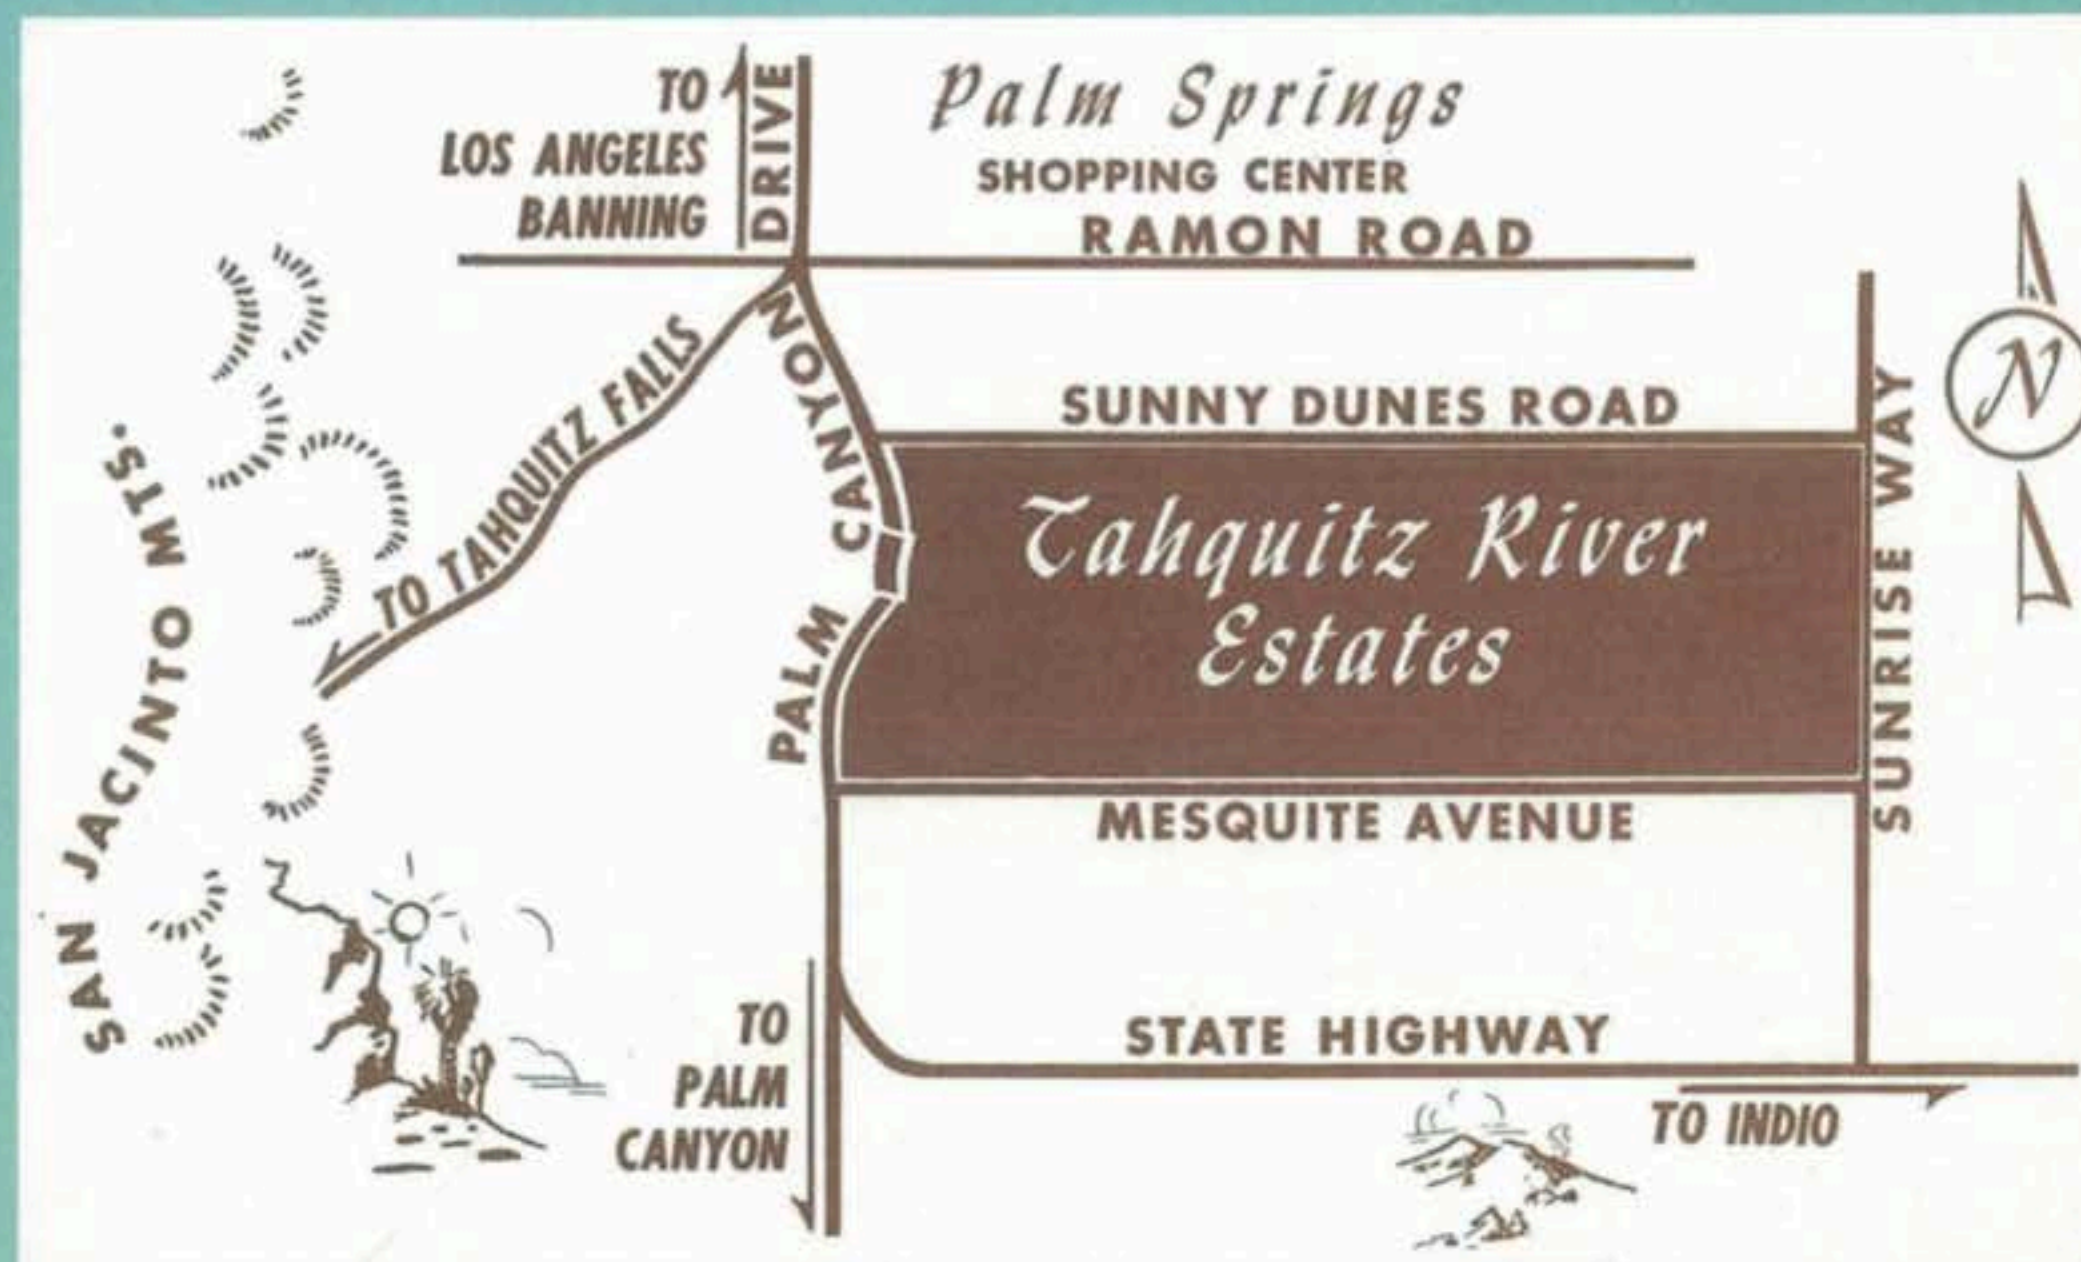 TO
LOS ANGELES
BANNING
Palm Springs
SHOPPING CENTER
RAMON ROAD
PALM CANYON DRIVE
TO TAHQUITZ FALLS
SUNNY DUNES ROAD
N
Tahquitz River
Estates
SAN JACINTO MTS.
SUNRISE WAY
MESQUITE AVENUE
TO
PALM
CANYON
STATE HIGHWAY
TO INDIO